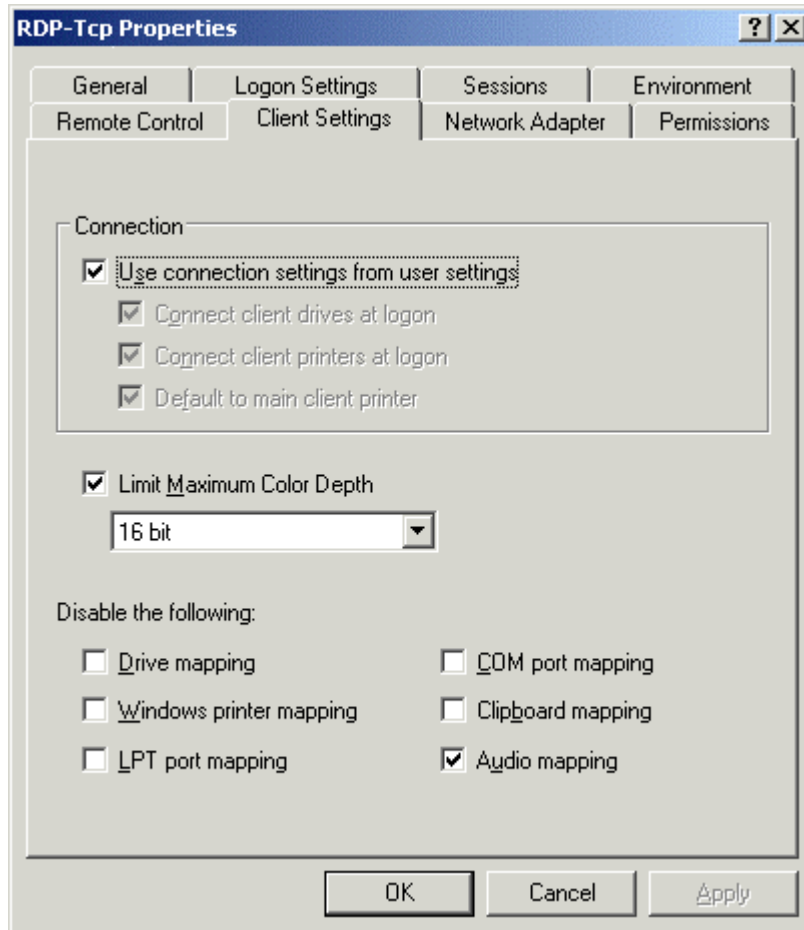 RDP-Tcp Properties
General Logon Settings Sessions Environment
Remote Control Client Settings Network Adapter Permissions
Connection
Use connection settings from user settings
Connect client drives at logon
Connect client printers at logon
Default to main client printer
Limit Maximum Color Depth
16 bit
Disable the following:
Drive mapping COM port mapping
Windows printer mapping Clipboard mapping
LPT port mapping Audio mapping
OK Cancel Apply